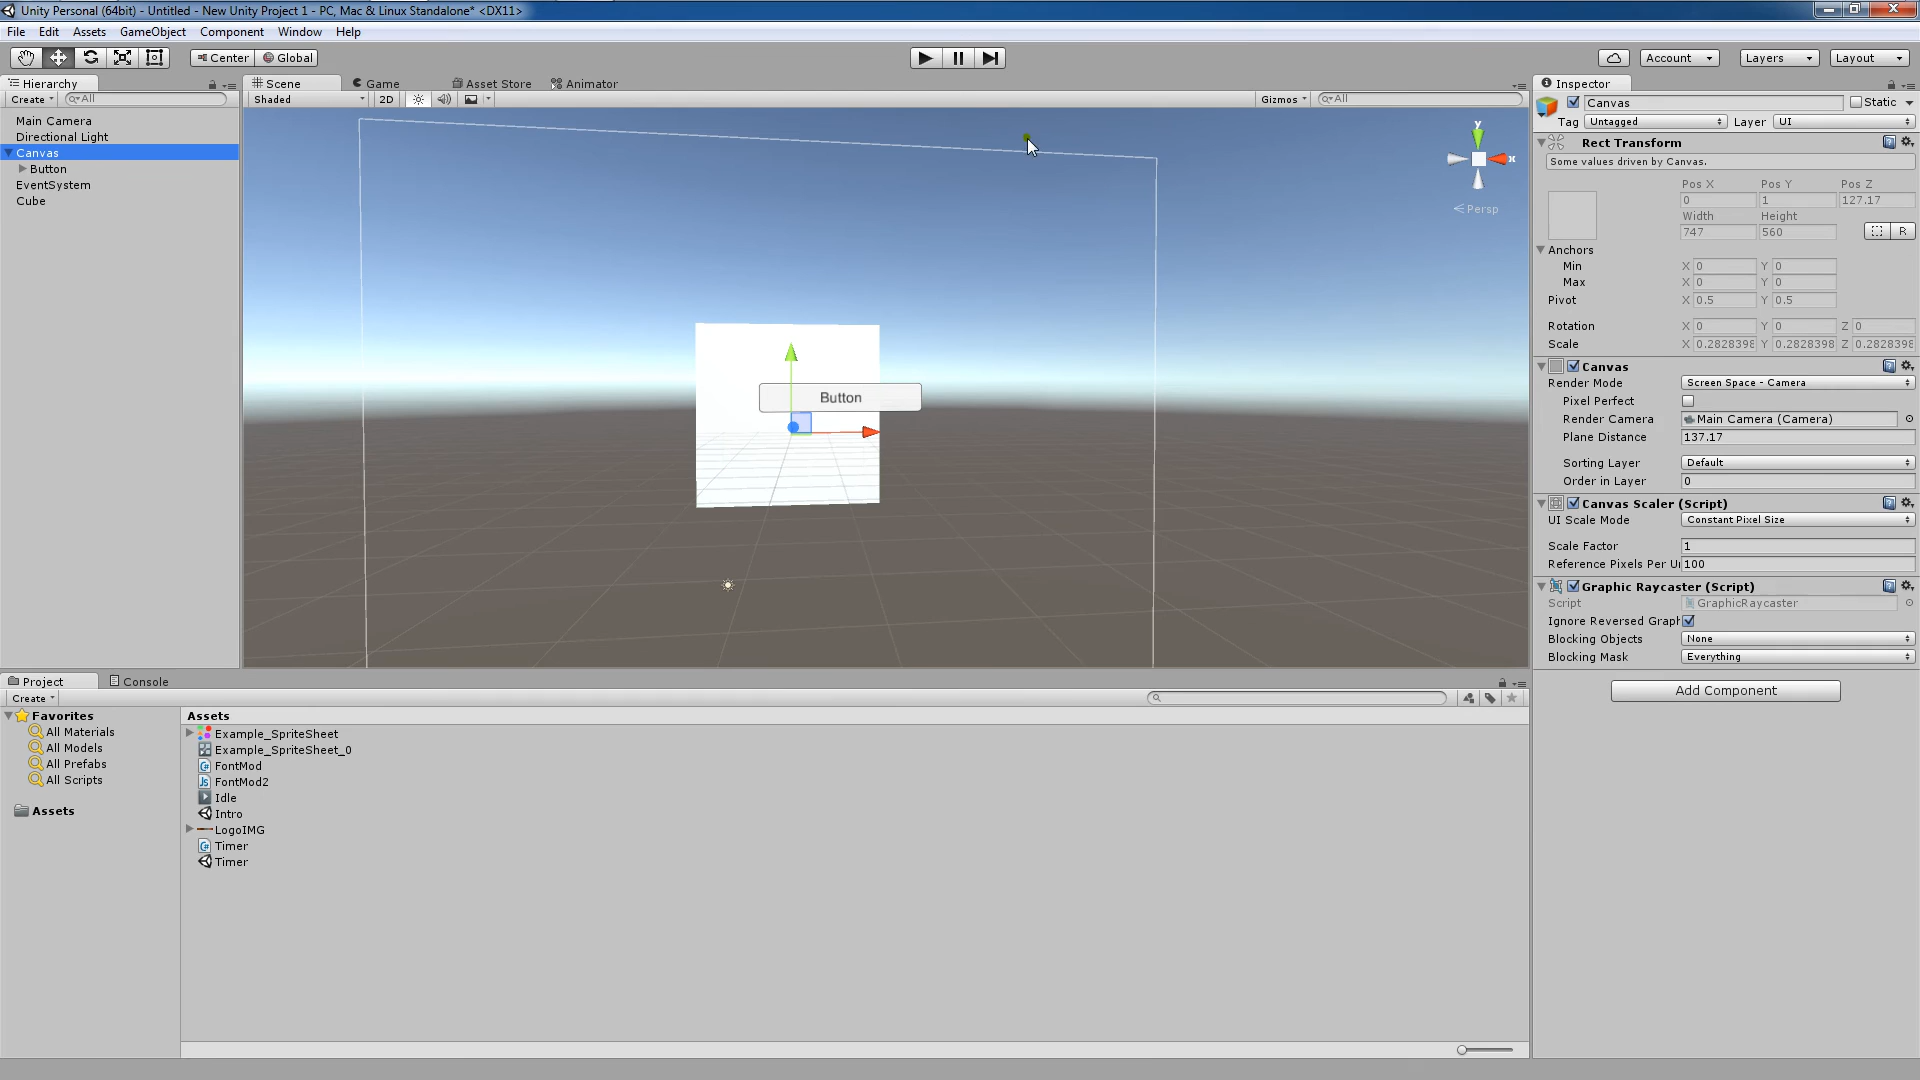 Unity Personal (64bit) - Untitled - New Unity Project 1 - PC, Mac & Linux Standalone* <DX11>
File Edit Assets GameObject Component Window Help
Center Global Account Layers Layout
Hierarchy Scene Game Asset Store Animator Inspector
Create All Shaded 2D Gizmos All Canvas Static
Tag Untagged Layer UI
Main Camera
Directional Light
Canvas
Button
EventSystem
Cube
y
x
Persp
Button
Rect Transform
Some values driven by Canvas.
Pos X Pos Y Pos Z
0 1 127.17
Width Height
747 560 R
Anchors
Min X 0 Y 0
Max X 0 Y 0
Pivot X 0.5 Y 0.5
Rotation X 0 Y 0 Z 0
Scale X 0.2828398 Y 0.2828398 Z 0.2828398
Canvas
Render Mode Screen Space - Camera
Pixel Perfect
Render Camera Main Camera (Camera)
Plane Distance 137.17
Sorting Layer Default
Order in Layer 0
Canvas Scaler (Script)
UI Scale Mode Constant Pixel Size
Scale Factor 1
Reference Pixels Per U 100
Graphic Raycaster (Script)
Script GraphicRaycaster
Ignore Reversed Graph
Blocking Objects None
Blocking Mask Everything
Add Component
Project Console
Create
Favorites
All Materials
All Models
All Prefabs
All Scripts
Assets
Assets
Example_SpriteSheet
Example_SpriteSheet_0
FontMod
FontMod2
Idle
Intro
LogoIMG
Timer
Timer